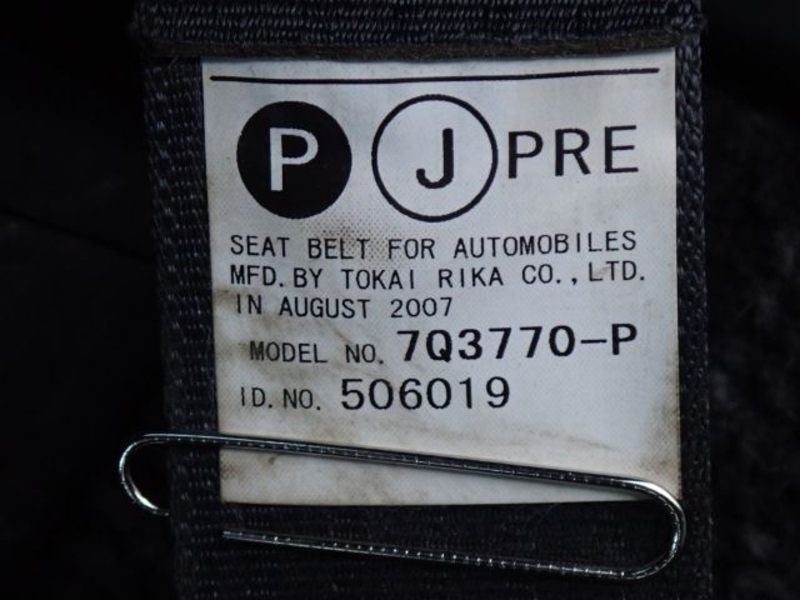 P J PRE
SEAT BELT FOR AUTOMOBILES
MFD. BY TOKAI RIKA CO., LTD.
IN AUGUST 2007
MODEL NO. 7Q3770-P
ID. NO. 506019